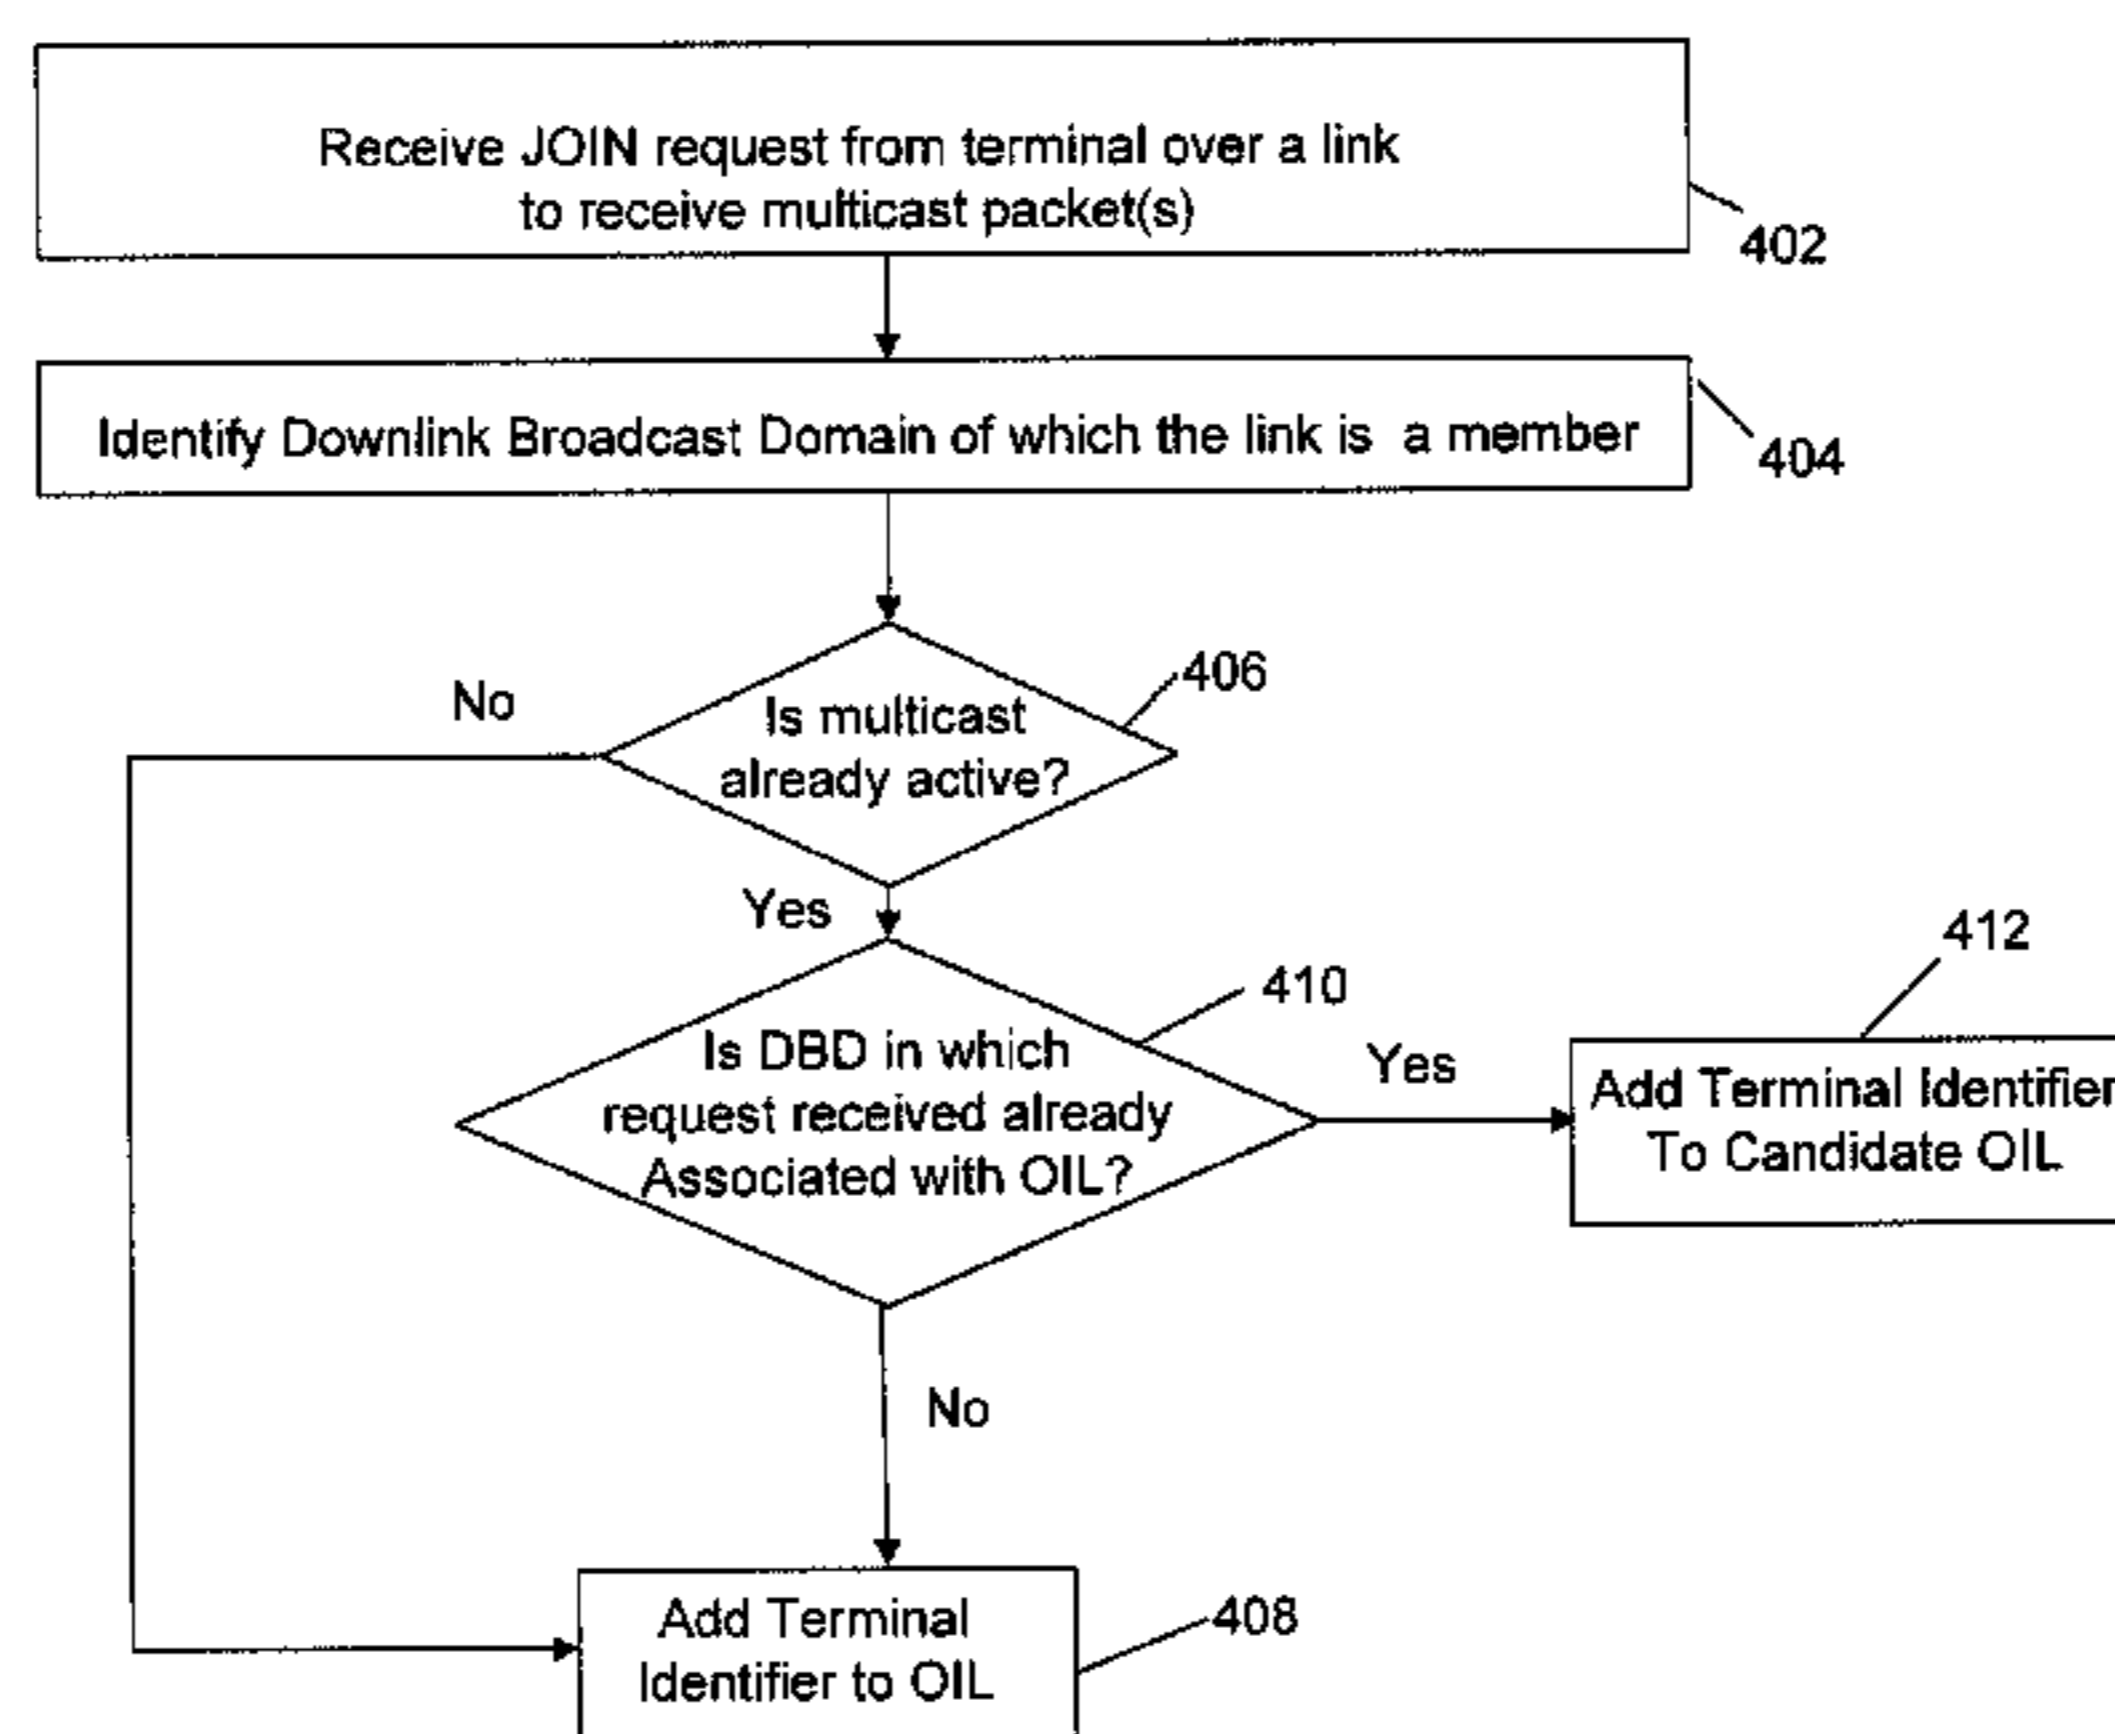 Receive JOIN request from terminal over a link
to receive multicast packet(s)
402
Identify Downlink Broadcast Domain of which the link is a member
404
No
Is multicast
already active?
406
Yes
Is DBD in which
request received already
Associated with OIL?
410
Yes
412
Add Terminal Identifier
To Candidate OIL
No
Add Terminal
Identifier to OIL
408